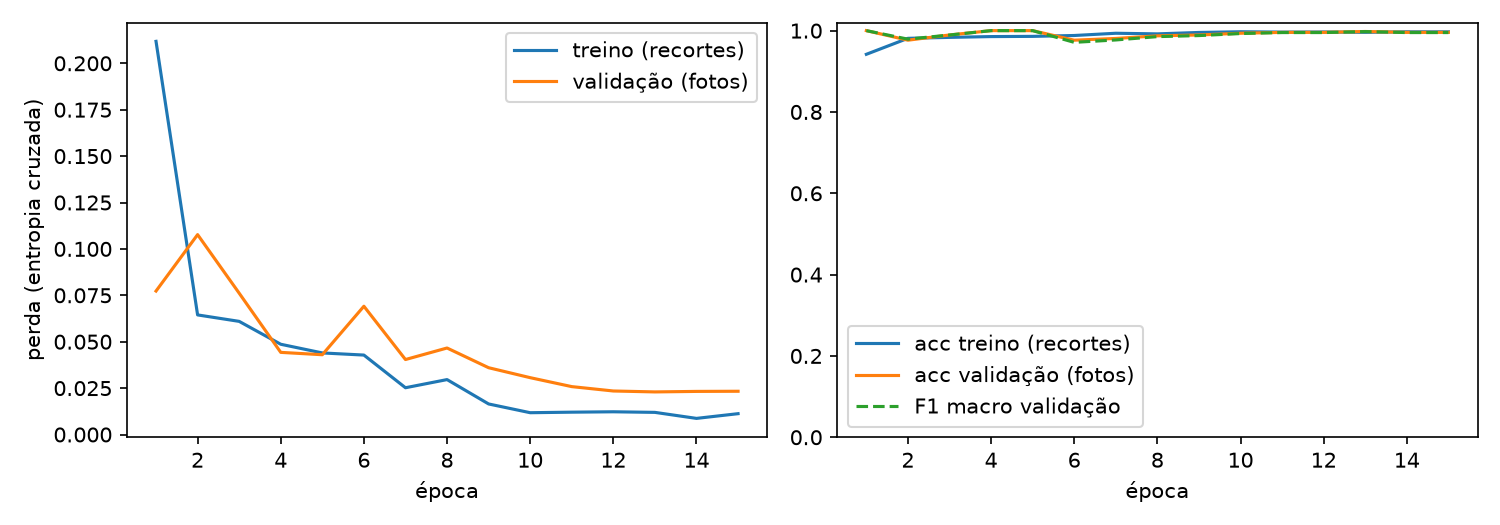 perda (entropia cruzada)
0.200
0.175
0.150
0.125
0.100
0.075
0.050
0.025
0.000
treino (recortes)
validação (fotos)
2 4 6 8 10 12 14
época
1.0
0.8
0.6
0.4
0.2
0.0
acc treino (recortes)
acc validação (fotos)
F1 macro validação
2 4 6 8 10 12 14
época